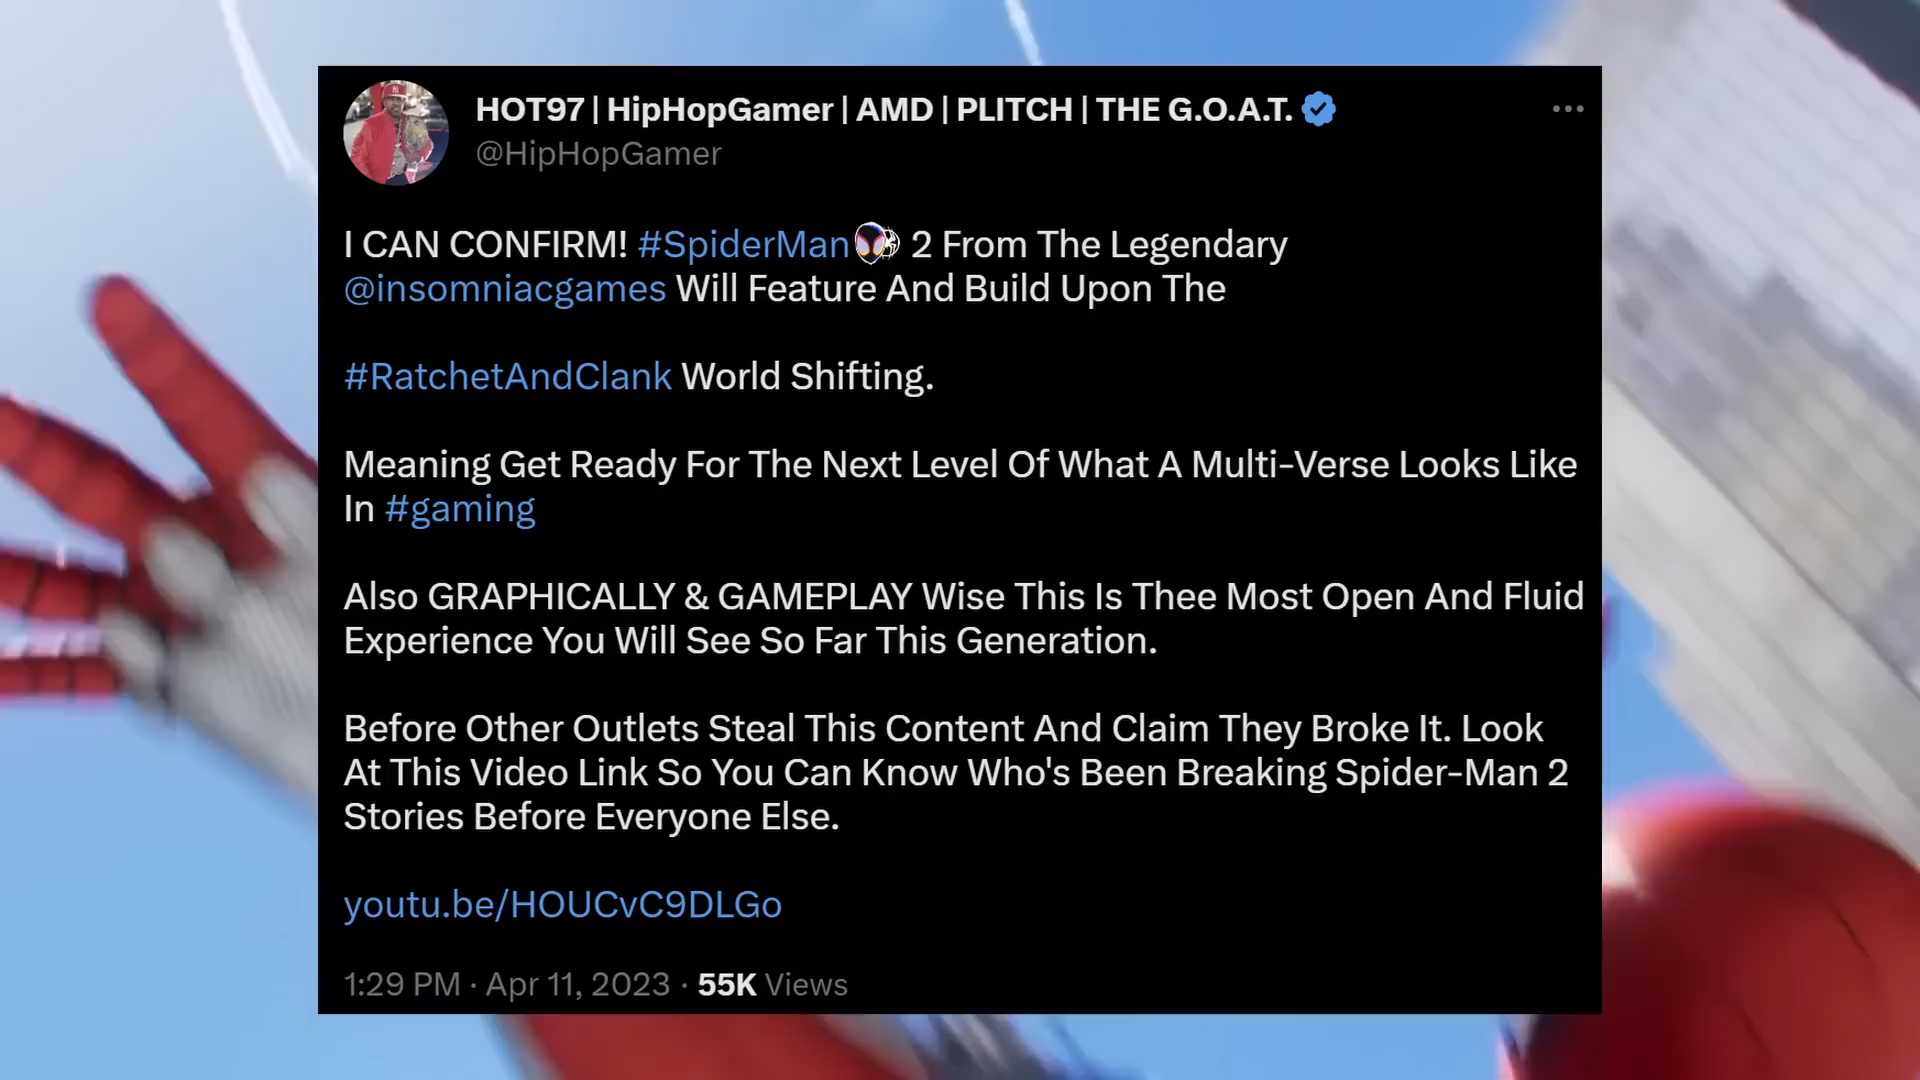 HOT97 | HipHopGamer | AMD | PLITCH | THE G.O.A.T.
@HipHopGamer
I CAN CONFIRM! #SpiderMan 2 From The Legendary
@insomniacgames Will Feature And Build Upon The
#RatchetAndClank World Shifting.
Meaning Get Ready For The Next Level Of What A Multi-Verse Looks Like
In #gaming
Also GRAPHICALLY & GAMEPLAY Wise This Is Thee Most Open And Fluid
Experience You Will See So Far This Generation.
Before Other Outlets Steal This Content And Claim They Broke It. Look
At This Video Link So You Can Know Who's Been Breaking Spider-Man 2
Stories Before Everyone Else.
youtu.be/HOUCvC9DLGo
1:29 PM · Apr 11, 2023 · 55K Views